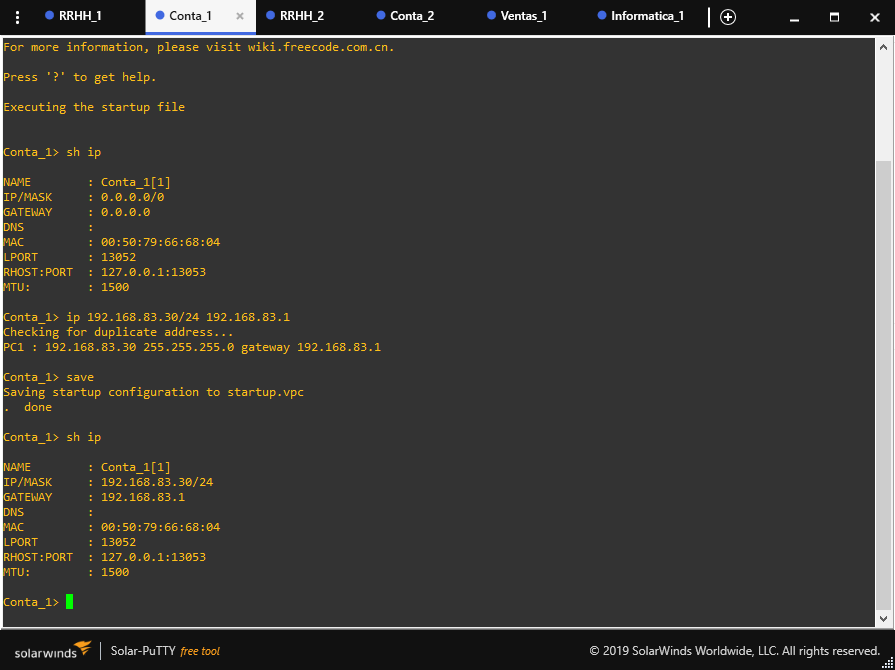 RRHH_1
Conta_1
RRHH_2
Conta_2
Ventas_1
Informatica_1
For more information, please visit wiki.freecode.com.cn.
Press '?' to get help.
Executing the startup file
Conta_1> sh ip
NAME : Conta_1[1]
IP/MASK : 0.0.0.0/0
GATEWAY : 0.0.0.0
DNS :
MAC : 00:50:79:66:68:04
LPORT : 13052
RHOST:PORT : 127.0.0.1:13053
MTU: : 1500
Conta_1> ip 192.168.83.30/24 192.168.83.1
Checking for duplicate address...
PC1 : 192.168.83.30 255.255.255.0 gateway 192.168.83.1
Conta_1> save
Saving startup configuration to startup.vpc
. done
Conta_1> sh ip
NAME : Conta_1[1]
IP/MASK : 192.168.83.30/24
GATEWAY : 192.168.83.1
DNS :
MAC : 00:50:79:66:68:04
LPORT : 13052
RHOST:PORT : 127.0.0.1:13053
MTU: : 1500
Conta_1>
solarwinds
Solar-PuTTY free tool
© 2019 SolarWinds Worldwide, LLC. All rights reserved.